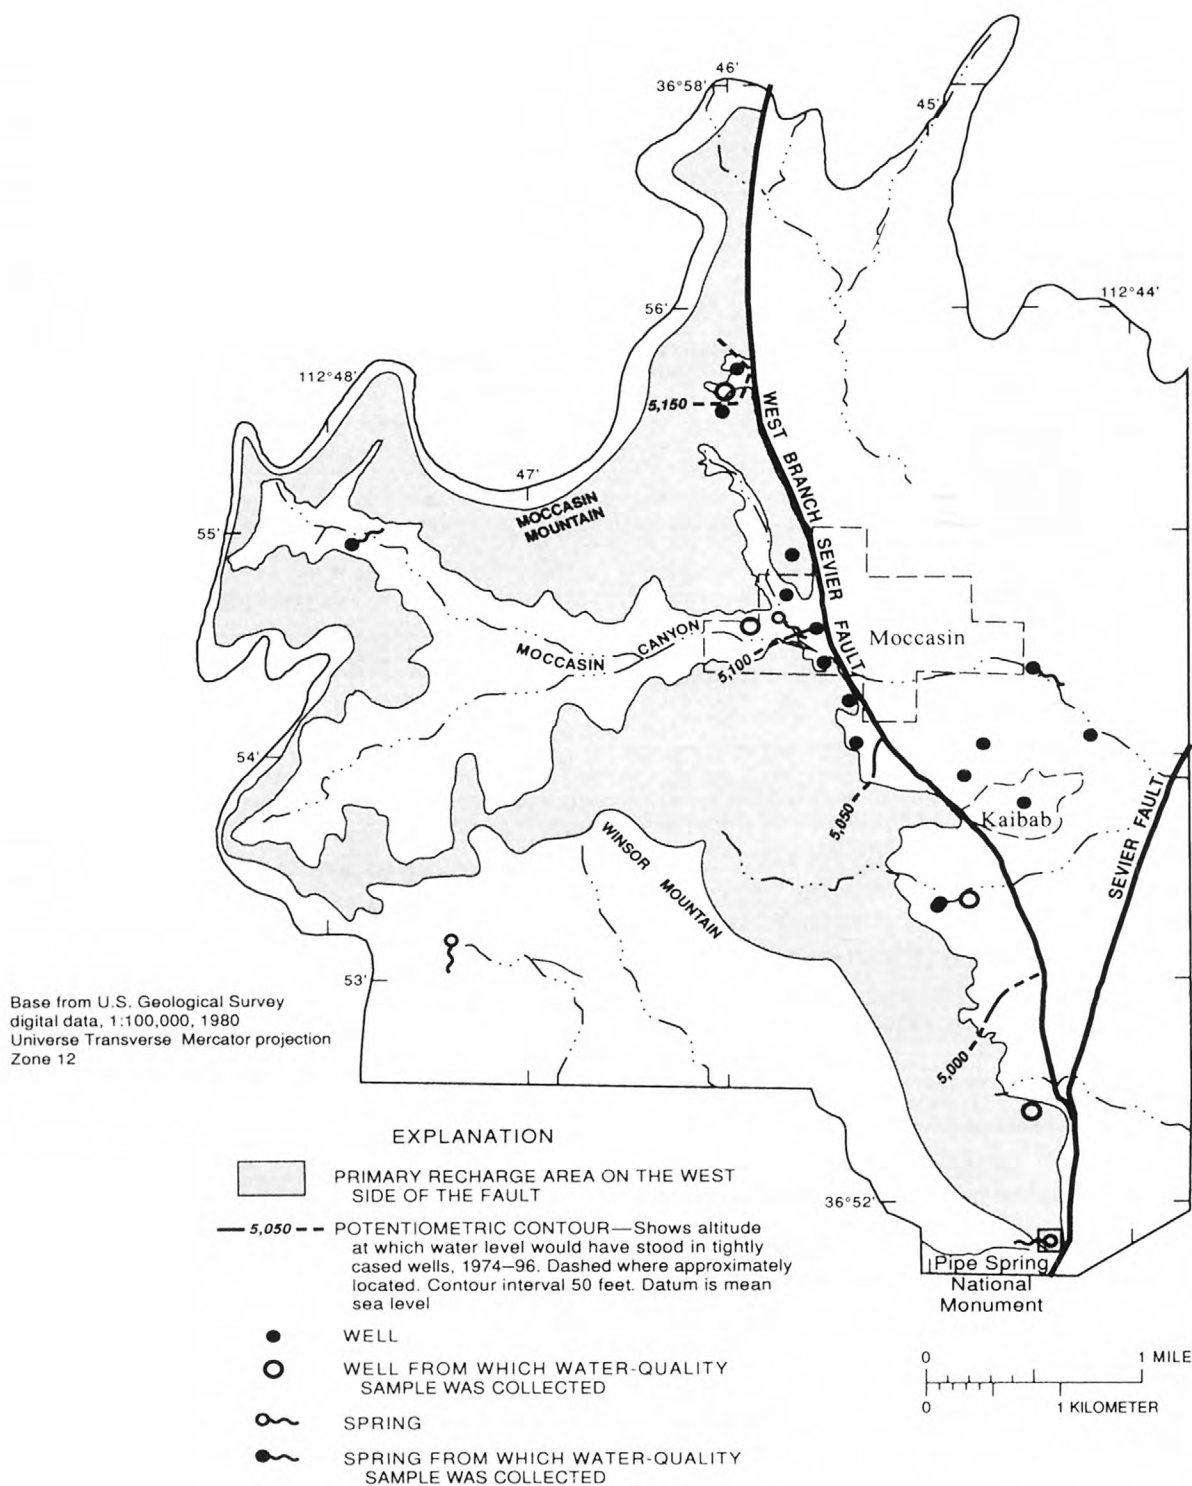 46'
36°58'
45'
112°44'
56'
112°48'
5,150
WEST BRANCH SEVIER FAULT
47'
MOCCASIN
MOUNTAIN
55'
MOCCASIN CANYON
Moccasin
5,100
54'
5,050
Kaibab
SEVIER FAULT
WINSOR MOUNTAIN
53'
Base from U.S. Geological Survey
digital data, 1:100,000, 1980
Universe Transverse Mercator projection
Zone 12
5,000
36°52'
Pipe Spring
National
Monument
EXPLANATION
PRIMARY RECHARGE AREA ON THE WEST
SIDE OF THE FAULT
5,050 POTENTIOMETRIC CONTOUR—Shows altitude
at which water level would have stood in tightly
cased wells, 1974–96. Dashed where approximately
located. Contour interval 50 feet. Datum is mean
sea level
WELL
WELL FROM WHICH WATER-QUALITY
SAMPLE WAS COLLECTED
SPRING
SPRING FROM WHICH WATER-QUALITY
SAMPLE WAS COLLECTED
0 1 MILE
0 1 KILOMETER